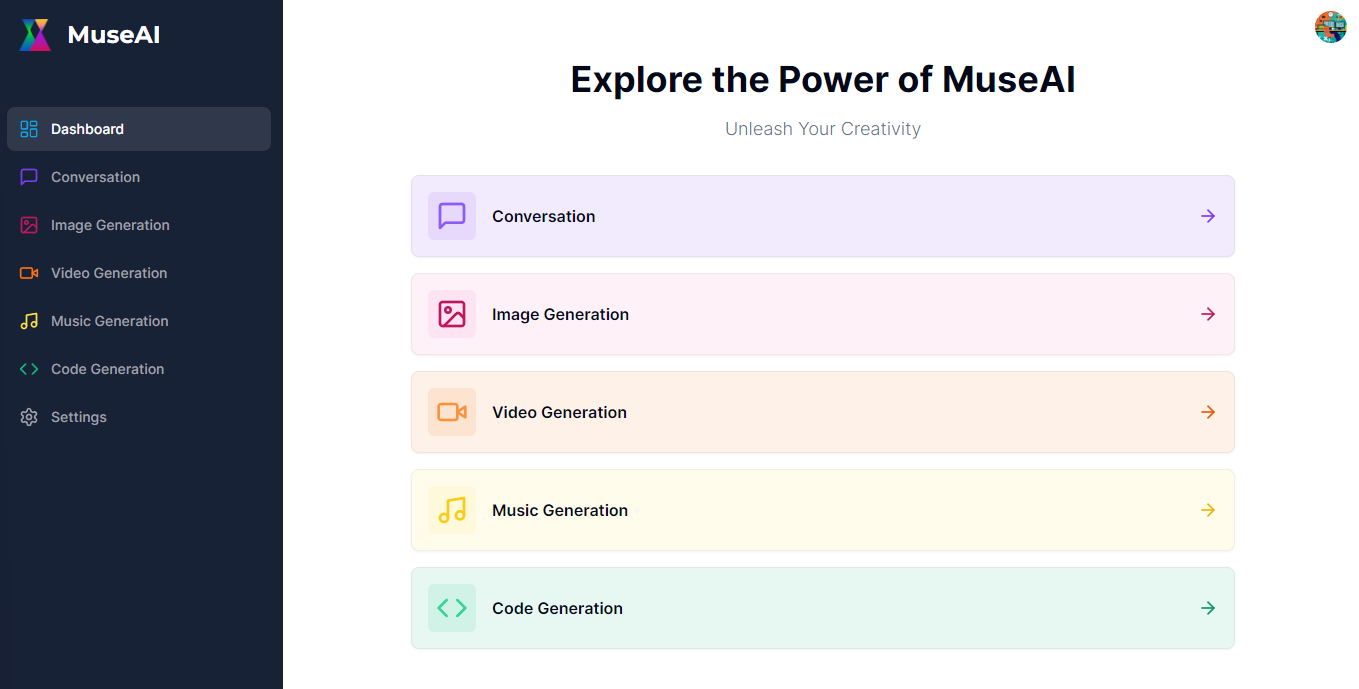 MuseAI
Dashboard
Conversation
Image Generation
Video Generation
Music Generation
Code Generation
Settings
Explore the Power of MuseAI
Unleash Your Creativity
Conversation
Image Generation
Video Generation
Music Generation
Code Generation